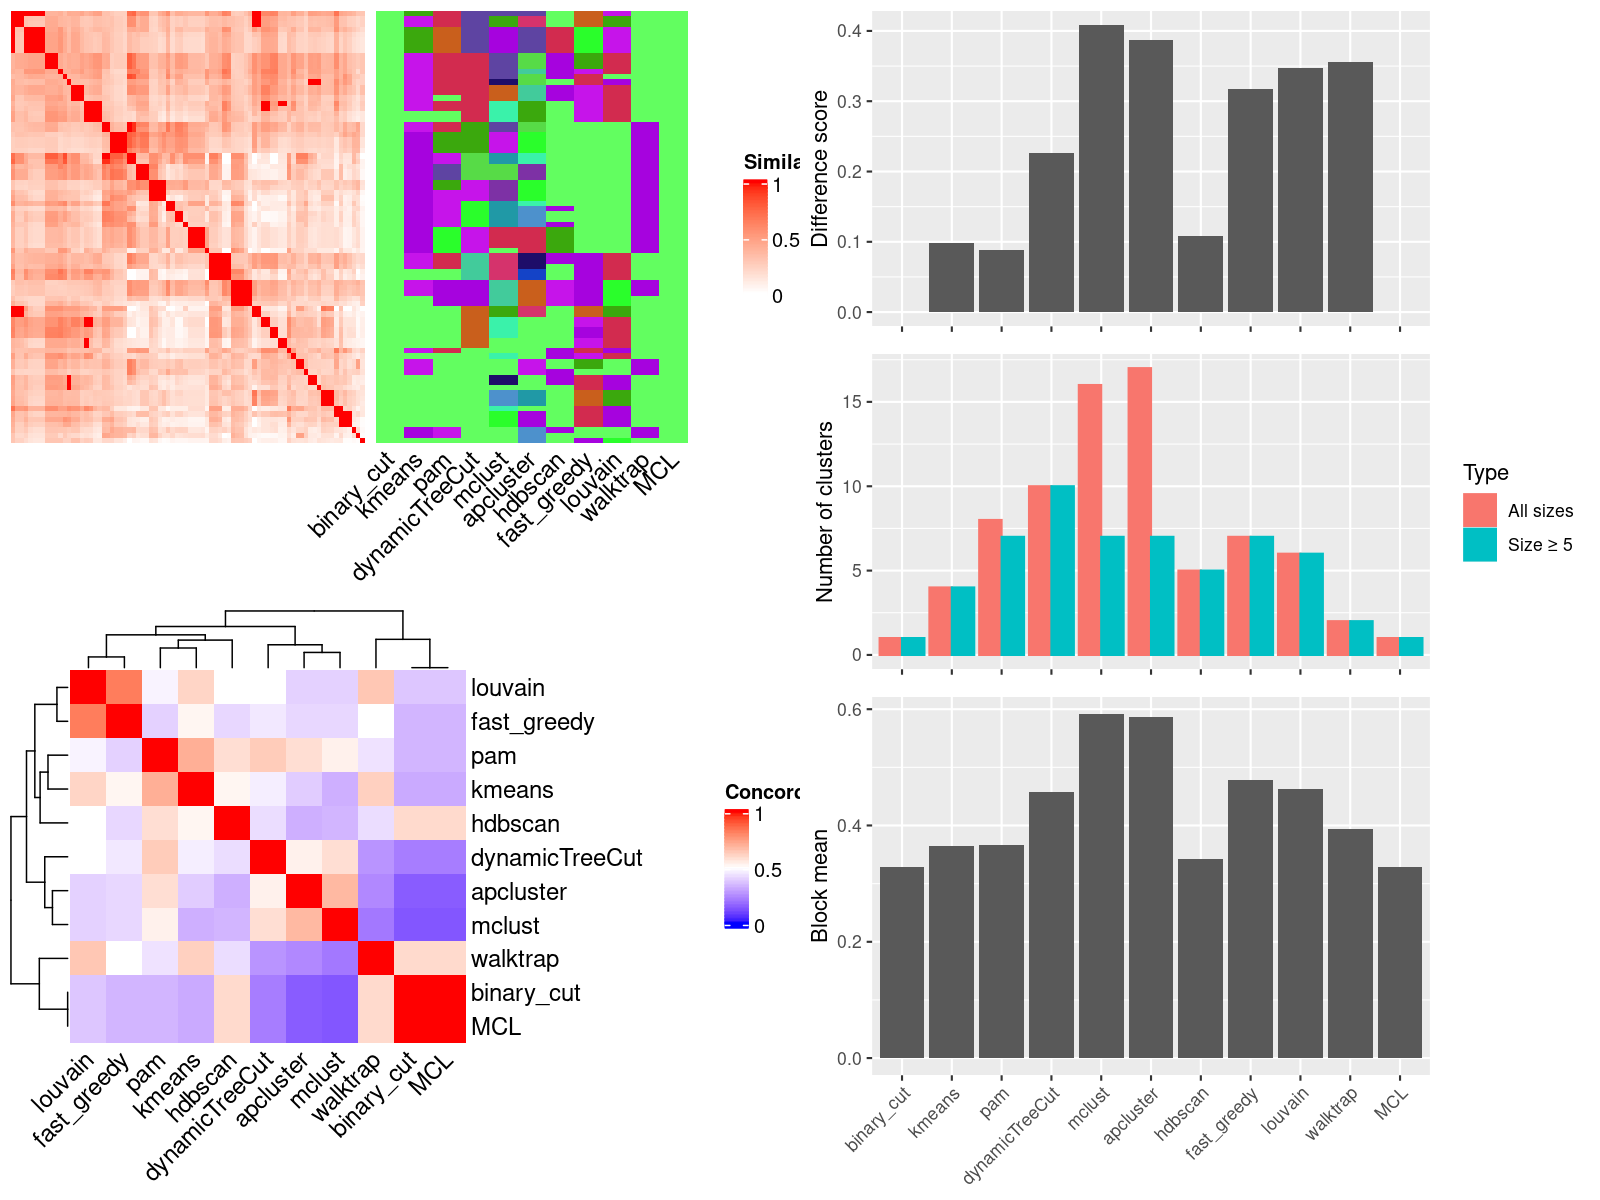 Simila
1
0.5
0
binary_cut
kmeans
pam
dynamicTreeCut
mclust
apcluster
hdbscan
fast_greedy
louvain
walktrap
MCL
Difference score
0.4
0.3
0.2
0.1
0.0
Number of clusters
15
10
5
0
Type
All sizes
Size ≥ 5
louvain
fast_greedy
pam
kmeans
hdbscan
dynamicTreeCut
apcluster
mclust
walktrap
binary_cut
MCL
louvain
fast_greedy
pam
kmeans
hdbscan
dynamicTreeCut
apcluster
mclust
walktrap
binary_cut
MCL
Concord
1
0.5
0
Block mean
0.6
0.4
0.2
0.0
binary_cut
kmeans
pam
dynamicTreeCut
mclust
apcluster
hdbscan
fast_greedy
louvain
walktrap
MCL